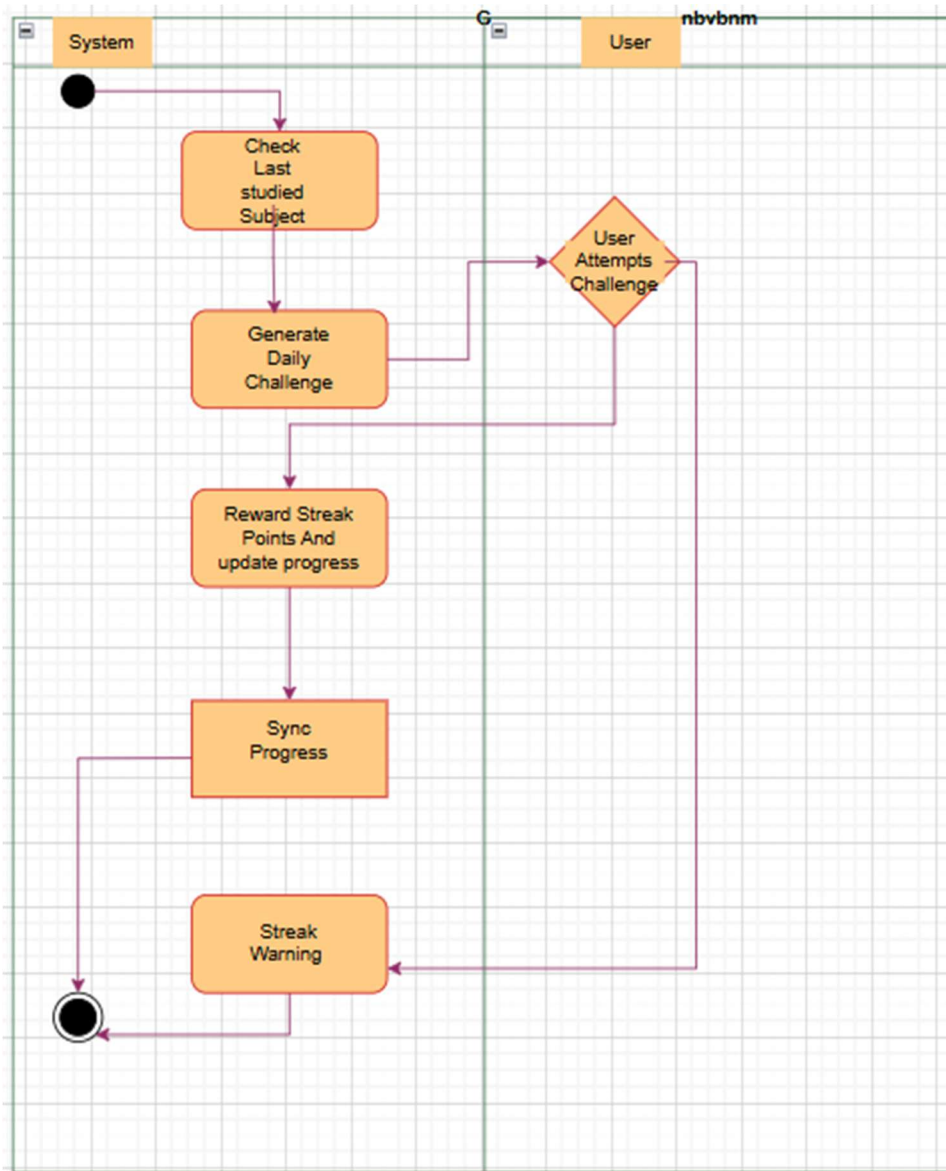 G
nbvbnm
System
User
Check
Last
studied
Subject
User
Attempts
Challenge
Generate
Daily
Challenge
Reward Streak
Points And
update progress
Sync
Progress
Streak
Warning